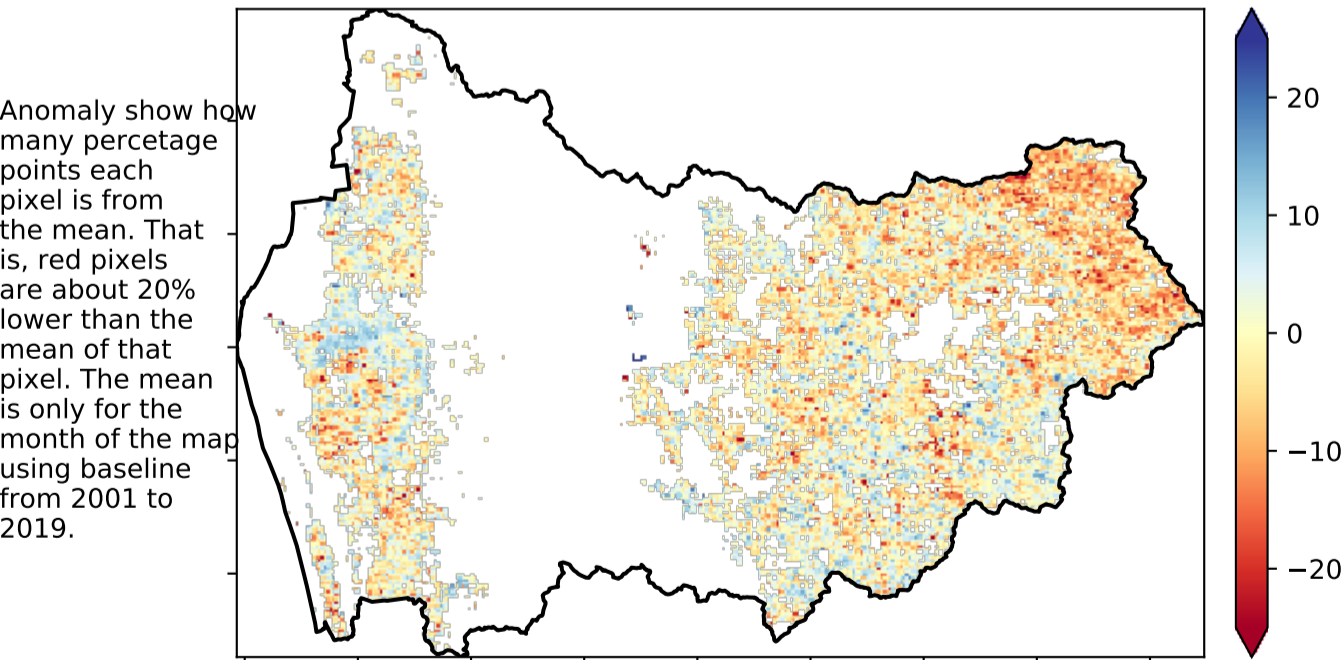 Anomaly show how
many percetage
points each
pixel is from
the mean. That
is, red pixels
are about 20%
lower than the
mean of that
pixel. The mean
is only for the
month of the map
using baseline
from 2001 to
2019.
20
10
0
−10
−20